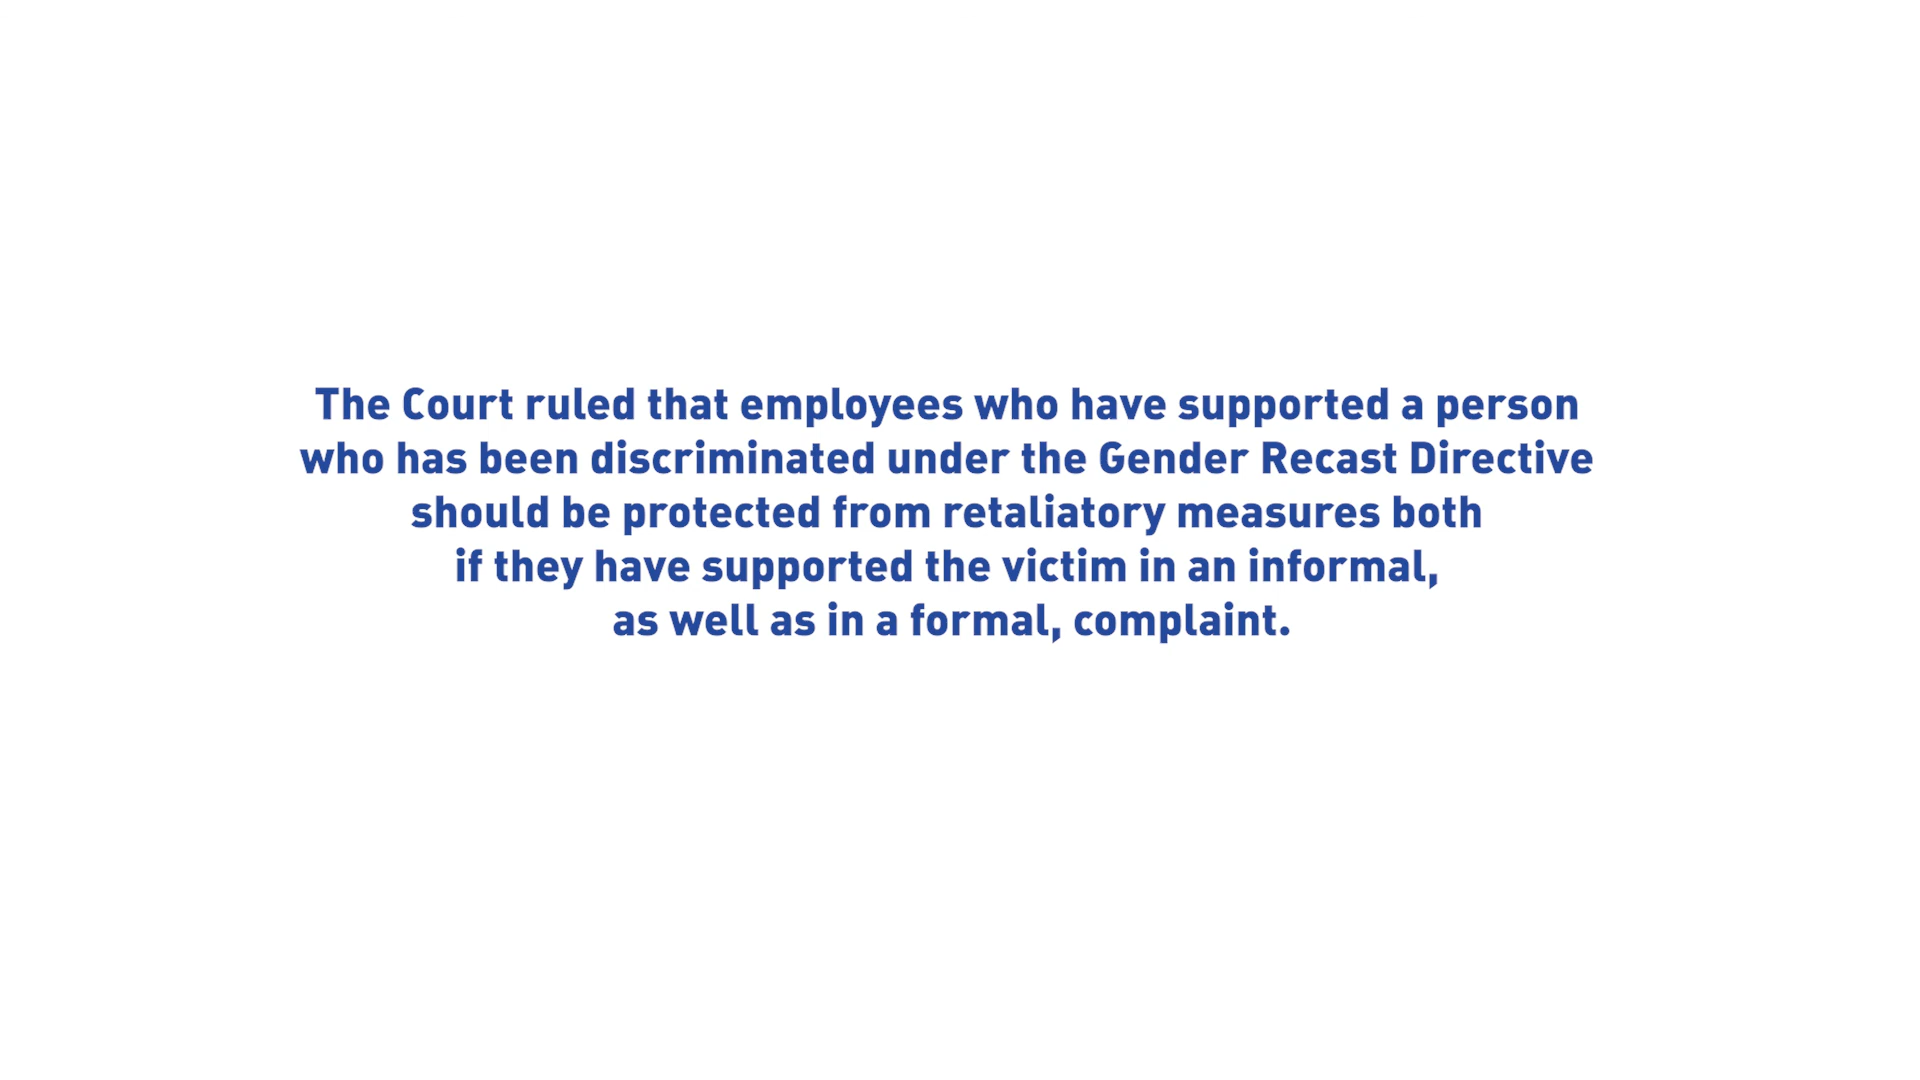 The Court ruled that employees who have supported a person
who has been discriminated under the Gender Recast Directive
should be protected from retaliatory measures both
if they have supported the victim in an informal,
as well as in a formal, complaint.